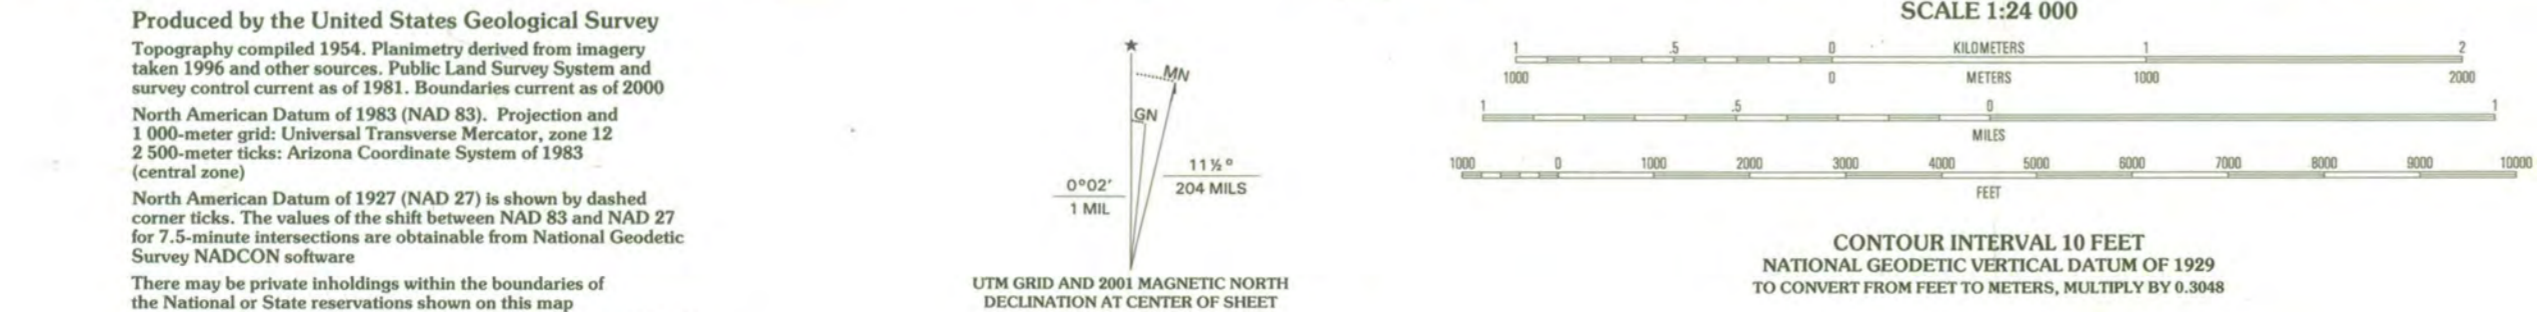 Produced by the United States Geological Survey
Topography compiled 1954. Planimetry derived from imagery
taken 1996 and other sources. Public Land Survey System and
survey control current as of 1981. Boundaries current as of 2000
North American Datum of 1983 (NAD 83). Projection and
1 000-meter grid: Universal Transverse Mercator, zone 12
2 500-meter ticks: Arizona Coordinate System of 1983
(central zone)
North American Datum of 1927 (NAD 27) is shown by dashed
corner ticks. The values of the shift between NAD 83 and NAD 27
for 7.5-minute intersections are obtainable from National Geodetic
Survey NADCON software
There may be private inholdings within the boundaries of
the National or State reservations shown on this map
★
MN
GN
11½°
204 MILS
0°02′
1 MIL
UTM GRID AND 2001 MAGNETIC NORTH
DECLINATION AT CENTER OF SHEET
SCALE 1:24 000
1 .5 0 KILOMETERS 1 2
1000 0 METERS 1000 2000
1 .5 0 1
MILES
1000 0 1000 2000 3000 4000 5000 6000 7000 8000 9000 10000
FEET
CONTOUR INTERVAL 10 FEET
NATIONAL GEODETIC VERTICAL DATUM OF 1929
TO CONVERT FROM FEET TO METERS, MULTIPLY BY 0.3048